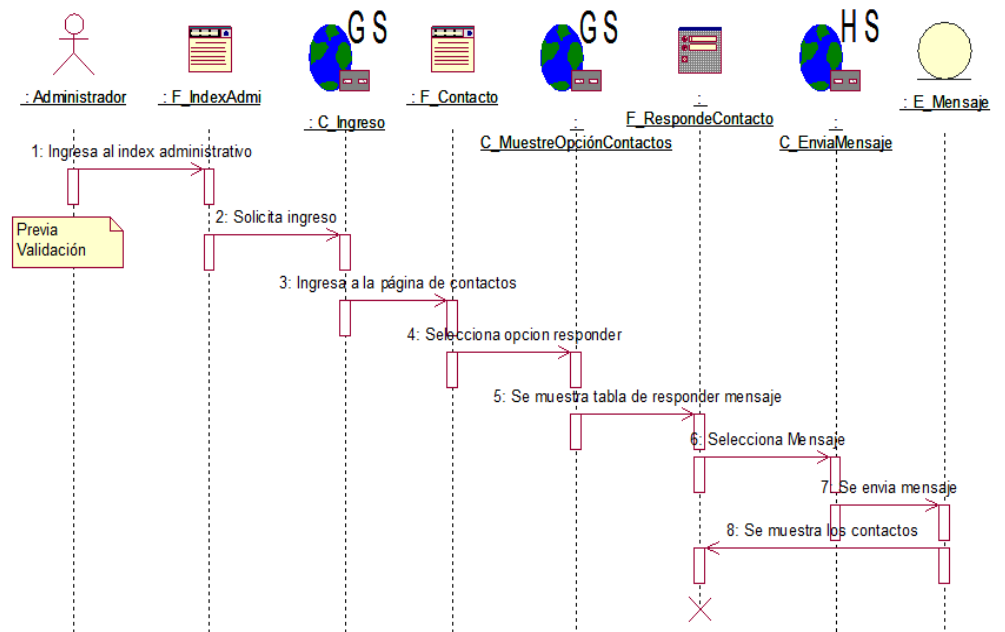 GS
GS
HS
: Administrador
: F_IndexAdmi
: C_Ingreso
: F_Contacto
:
C_MuestreOpciónContactos
:
F_RespondeContacto
:
C_EnviaMensaje
: E_Mensaje
1: Ingresa al index administrativo
Previa
Validación
2: Solicita ingreso
3: Ingresa a la página de contactos
4: Selecciona opcion responder
5: Se muestra tabla de responder mensaje
6: Selecciona Mensaje
7: Se envia mensaje
8: Se muestra los contactos